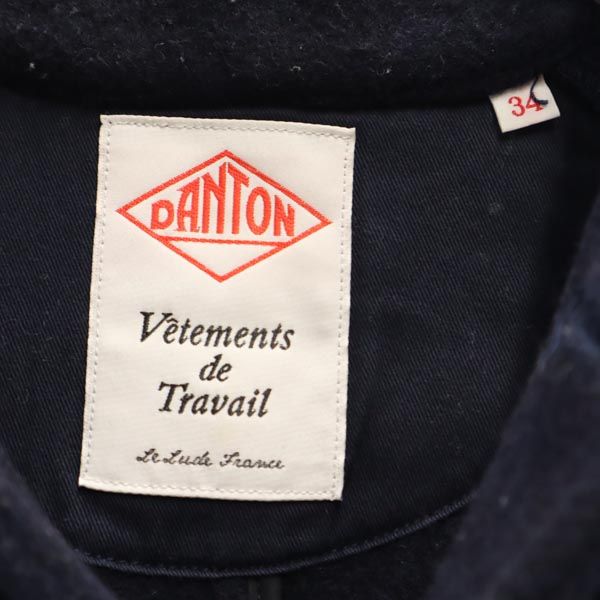 DANTON
Vêtements
de
Travail
Le Lude France
34